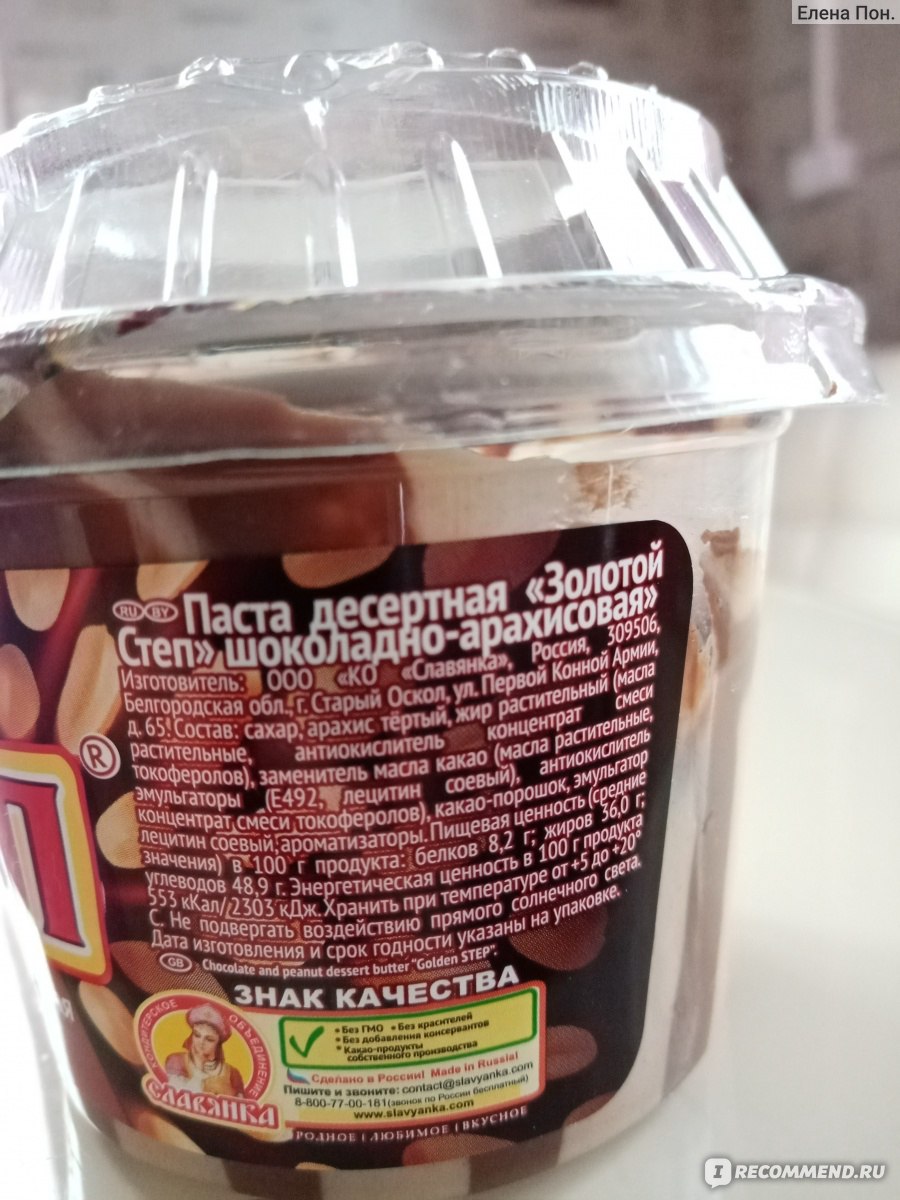 Елена Пон.
RU BY Паста десертная «Золотой
Степ» шоколадно-арахисовая»
Изготовитель: ООО «КО «Славянка», Россия, 309506,
Белгородская обл., г. Старый Оскол, ул. Первой Конной Армии,
д. 65. Состав: сахар, арахис тёртый, жир растительный (масла
растительные, антиокислитель концентрат смеси
токоферолов), заменитель масла какао (масла растительные,
эмульгаторы (Е492, лецитин соевый), антиокислитель
концентрат смеси токоферолов), какао-порошок, эмульгатор
лецитин соевый, ароматизаторы. Пищевая ценность (средние
значения) в 100 г продукта: белков 8,2 г; жиров 36,0 г;
углеводов 48,9 г. Энергетическая ценность в 100 г продукта
553 кКал/ 2303 кДж. Хранить при температуре от +5 до +20°
С. Не подвергать воздействию прямого солнечного света.
Дата изготовления и срок годности указаны на упаковке.
GB Chocolate and peanut dessert butter "Golden STEP".
®
П
ЗНАК КАЧЕСТВА
• Без ГМО • Без красителей
• Без добавления консервантов
• Какао-продукты
собственного производства
КОНДИТЕРСКОЕ ОБЪЕДИНЕНИЕ
СЛАВЯНКА
Сделано в России! Made in Russia!
Пишите и звоните: contact@slavyanka.com
8-800-77-00-181 (звонок по России бесплатный)
www.slavyanka.com
РОДНОЕ | ЛЮБИМОЕ | ВКУСНОЕ
IRECOMMEND.RU